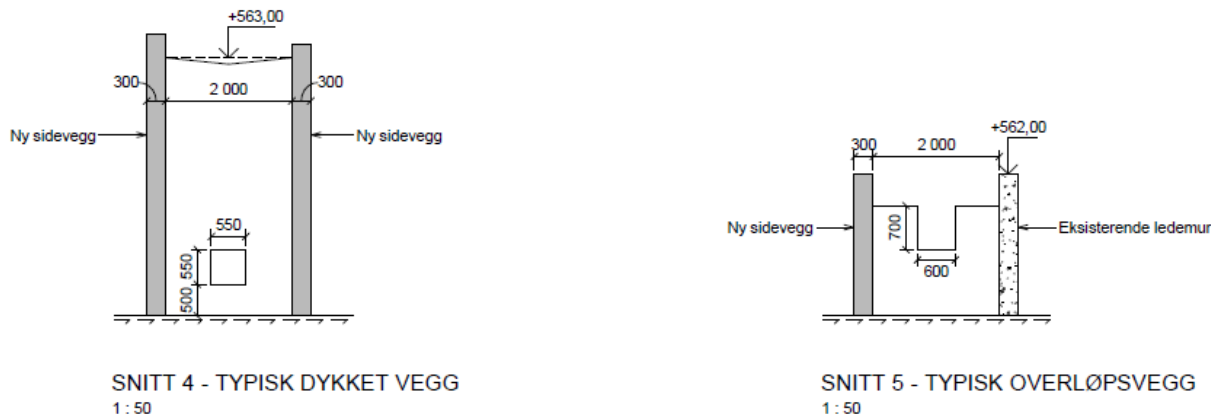 +563,00
300
2 000
300
Ny sidevegg
Ny sidevegg
550
550
500
SNITT 4 - TYPISK DYKKET VEGG
1 : 50
+562,00
300
2 000
Ny sidevegg
700
600
Eksisterende ledemur
SNITT 5 - TYPISK OVERLØPSVEGG
1 : 50